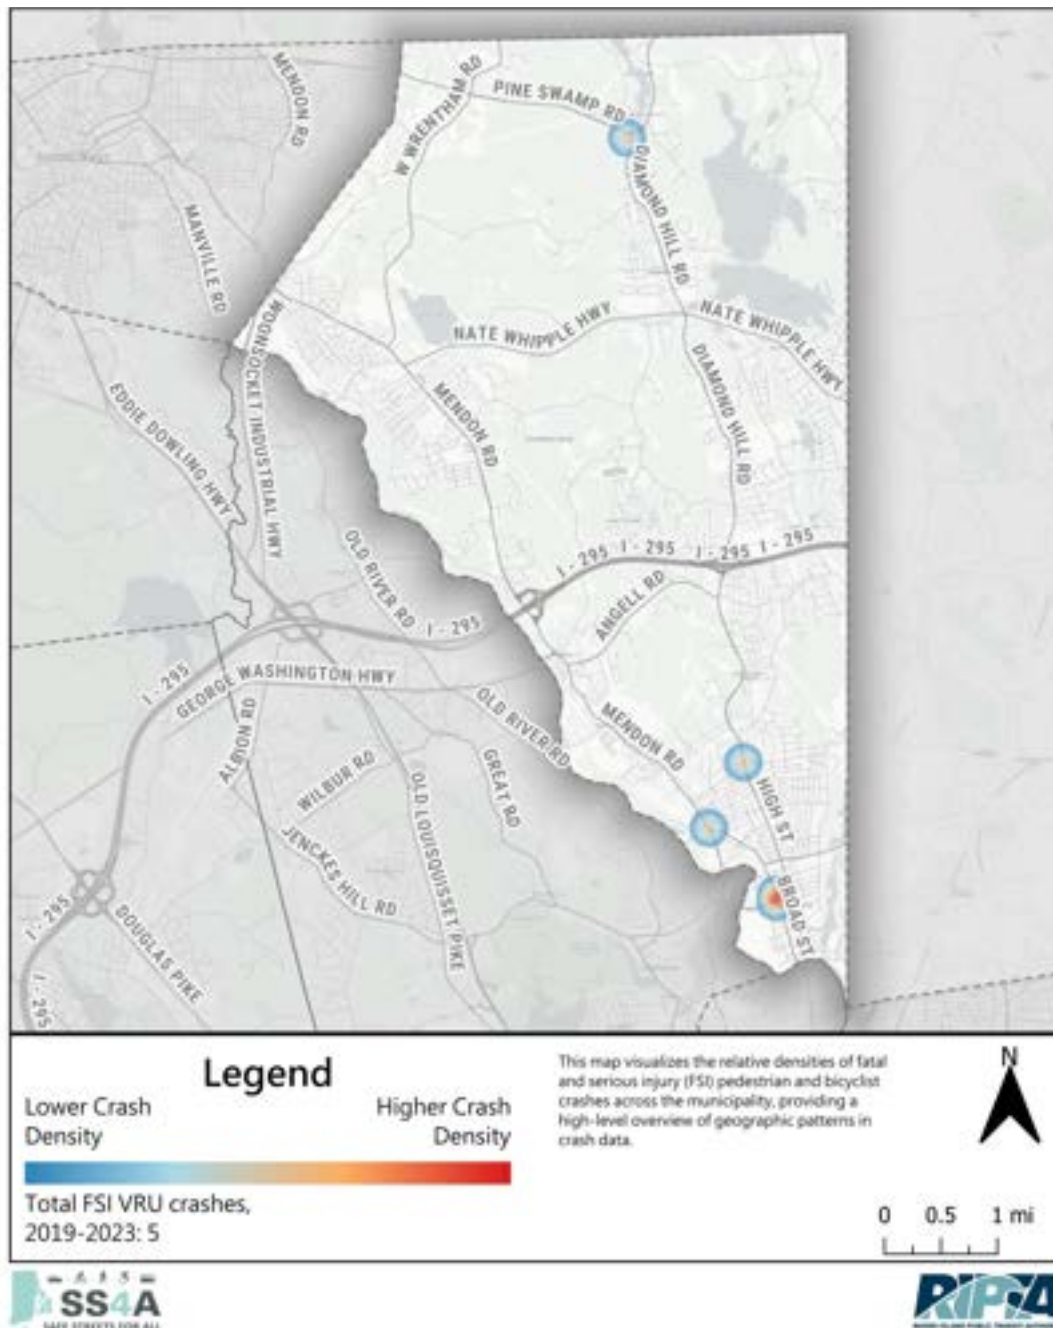 MENDON RD
W WRENTHAM RD
PINE SWAMP RD
DIAMOND HILL RD
MANVILLE RD
WOONSOCKET INDUSTRIAL HWY
NATE WHIPPLE HWY
NATE WHIPPLE HWY
EDDIE DOWLING HWY
MENDON RD
DIAMOND HILL RD
OLD RIVER RD
I - 295
I - 295
I - 295
I - 295
I - 295
ANGELL RD
I - 295
GEORGE WASHINGTON HWY
ALBION RD
OLD RIVER RD
MENDON RD
WILBUR RD
GREAT RD
OLD LOUISQUISSET PIKE
HIGH ST
JENCKES HILL RD
BROAD ST
I - 295
DOUGLAS PIKE
I - 295
Legend
Lower Crash
Density
Higher Crash
Density
Total FSI VRU crashes,
2019-2023: 5
This map visualizes the relative densities of fatal
and serious injury (FSI) pedestrian and bicyclist
crashes across the municipality, providing a
high-level overview of geographic patterns in
crash data.
N
0 0.5 1 mi
SS4A
SAFE STREETS FOR ALL
RIPTA